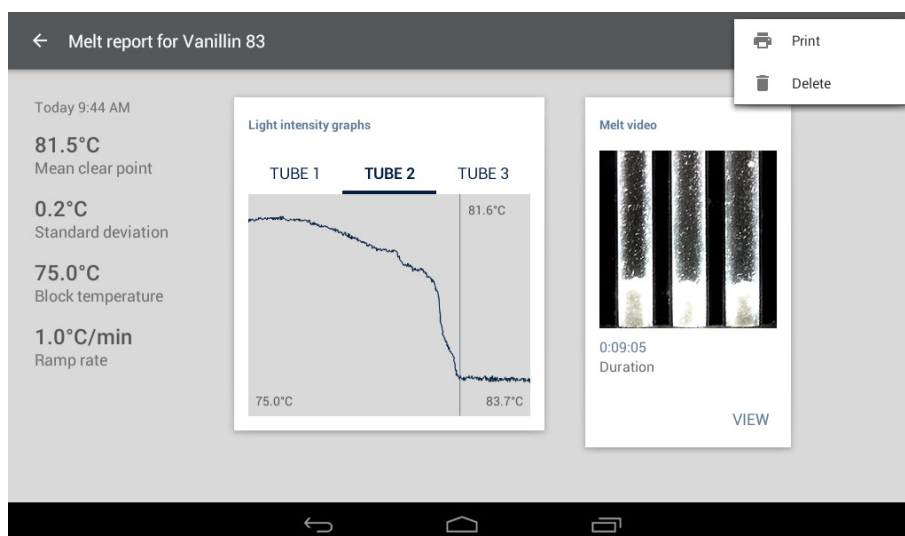 Melt report for Vanillin 83
Print
Delete
Today 9:44 AM
81.5°C
Mean clear point
0.2°C
Standard deviation
75.0°C
Block temperature
1.0°C/min
Ramp rate
Light intensity graphs
TUBE 1 TUBE 2 TUBE 3
81.6°C
75.0°C 83.7°C
Melt video
0:09:05
Duration
VIEW